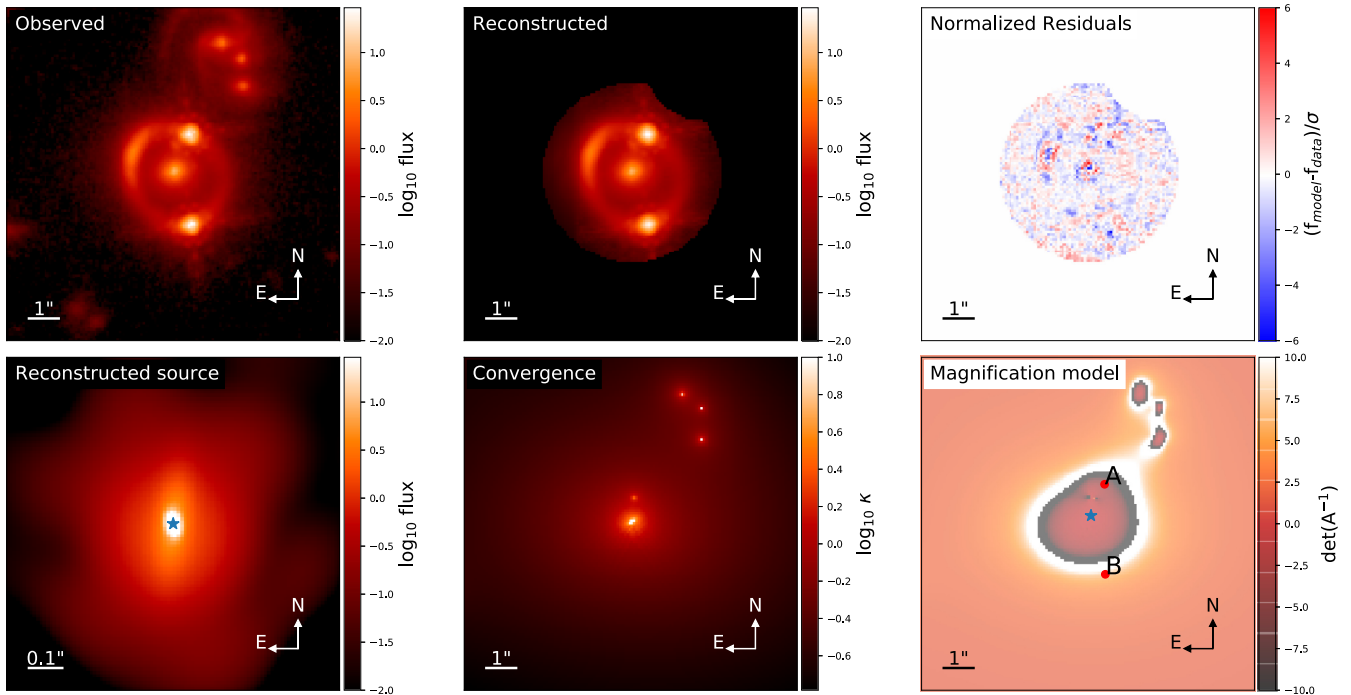 Observed
1.0
0.5
0.0
−0.5
−1.0
−1.5
−2.0
log10 flux
N
E
1"
Reconstructed
1.0
0.5
0.0
−0.5
−1.0
−1.5
−2.0
log10 flux
N
E
1"
Normalized Residuals
6
4
2
0
−2
−4
−6
(fmodel-fdata)/σ
N
E
1"
Reconstructed source
1.0
0.5
0.0
−0.5
−1.0
−1.5
−2.0
log10 flux
N
E
0.1"
Convergence
1.0
0.8
0.6
0.4
0.2
0.0
−0.2
−0.4
−0.6
log10 κ
N
E
1"
Magnification model
10.0
7.5
5.0
2.5
0.0
−2.5
−5.0
−7.5
−10.0
det(A⁻¹)
A
B
N
E
1"